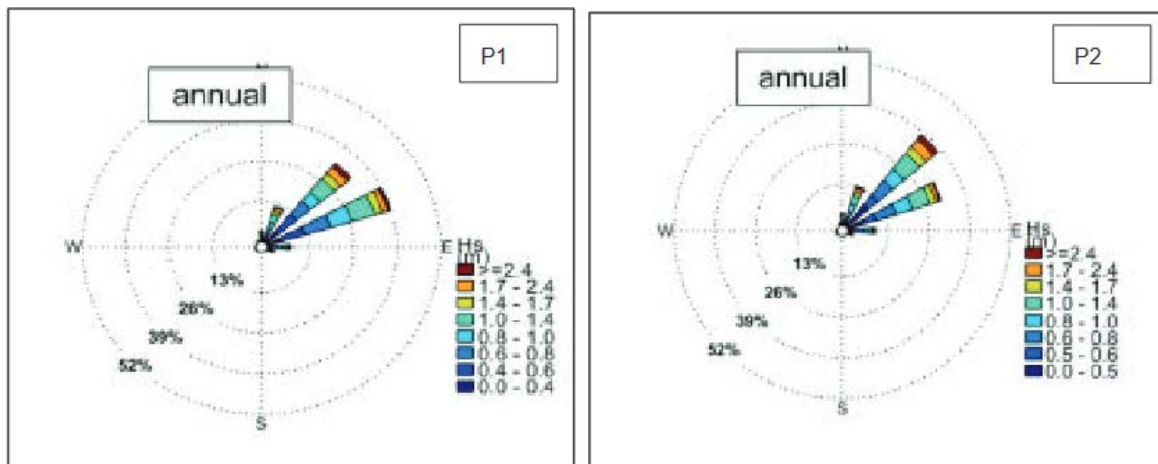 P1
annual
W
E
S
13%
26%
39%
52%
Hs
(m)
>=2.4
1.7 - 2.4
1.4 - 1.7
1.0 - 1.4
0.8 - 1.0
0.6 - 0.8
0.4 - 0.6
0.0 - 0.4
P2
annual
W
E
S
13%
26%
39%
52%
Hs
(m)
>=2.4
1.7 - 2.4
1.4 - 1.7
1.0 - 1.4
0.8 - 1.0
0.6 - 0.8
0.5 - 0.6
0.0 - 0.5